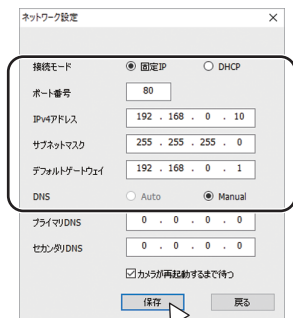 ネットワーク設定
接続モード 固定IP DHCP
ポート番号 80
IPv4アドレス 192 . 168 . 0 . 10
サブネットマスク 255 . 255 . 255 . 0
デフォルトゲートウェイ 192 . 168 . 0 . 1
DNS Auto Manual
プライマリDNS 0 . 0 . 0 . 0
セカンダリDNS 0 . 0 . 0 . 0
カメラが再起動するまで待つ
保存 戻る